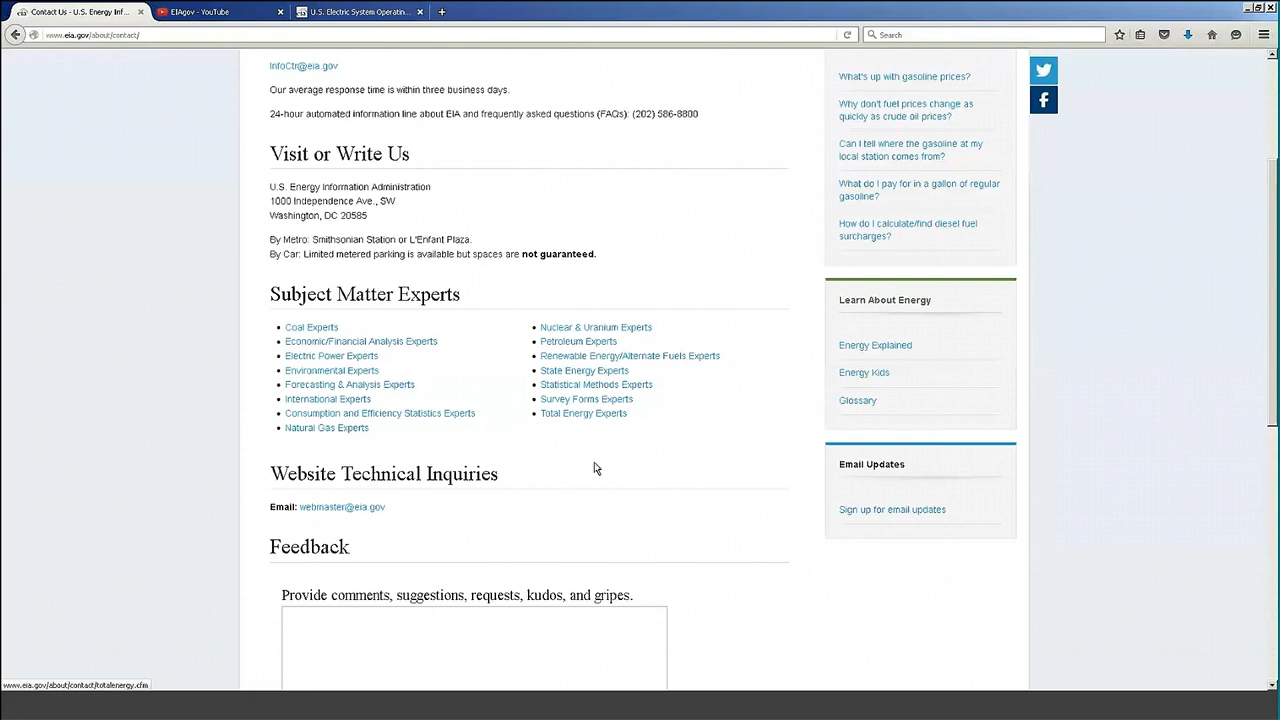 Contact Us - U.S. Energy Inf...
EIAgov - YouTube
U.S. Electric System Operatin...
www.eia.gov/about/contact/
Search
InfoCtr@eia.gov
Our average response time is within three business days.
24-hour automated information line about EIA and frequently asked questions (FAQs): (202) 586-8800
Visit or Write Us
U.S. Energy Information Administration
1000 Independence Ave., SW
Washington, DC 20585
By Metro: Smithsonian Station or L'Enfant Plaza.
By Car: Limited metered parking is available but spaces are not guaranteed.
Subject Matter Experts
Coal Experts
Economic/Financial Analysis Experts
Electric Power Experts
Environmental Experts
Forecasting & Analysis Experts
International Experts
Consumption and Efficiency Statistics Experts
Natural Gas Experts
Nuclear & Uranium Experts
Petroleum Experts
Renewable Energy/Alternate Fuels Experts
State Energy Experts
Statistical Methods Experts
Survey Forms Experts
Total Energy Experts
Website Technical Inquiries
Email: webmaster@eia.gov
Feedback
Provide comments, suggestions, requests, kudos, and gripes.
What's up with gasoline prices?
Why don't fuel prices change as
quickly as crude oil prices?
Can I tell where the gasoline at my
local station comes from?
What do I pay for in a gallon of regular
gasoline?
How do I calculate/find diesel fuel
surcharges?
Learn About Energy
Energy Explained
Energy Kids
Glossary
Email Updates
Sign up for email updates
www.eia.gov/about/contact/totalenergy.cfm